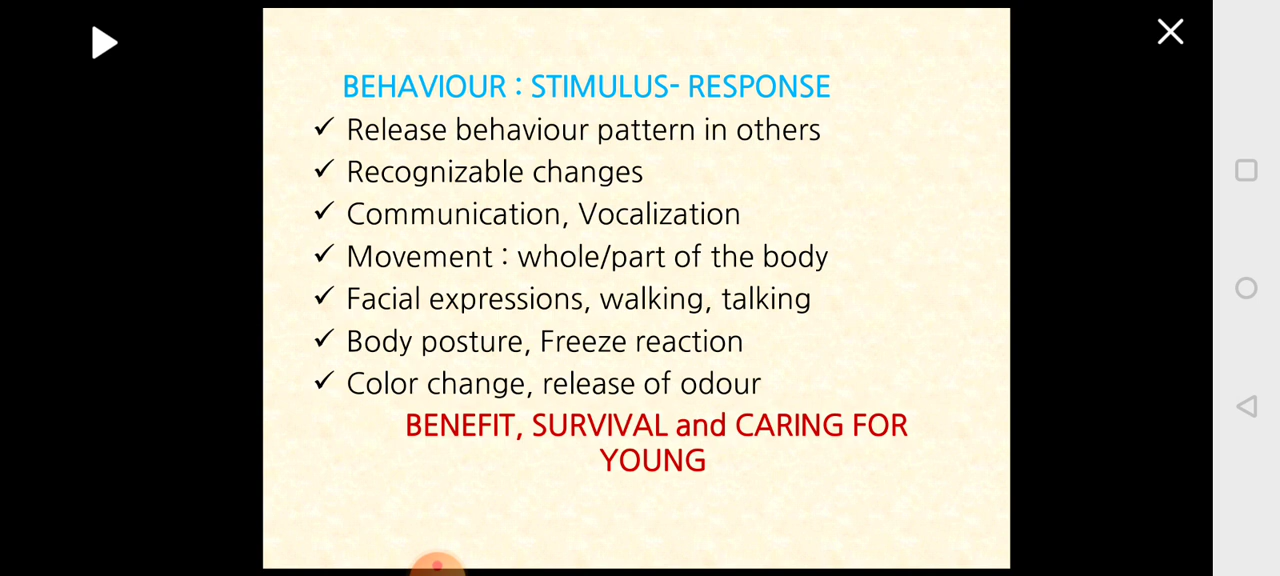 BEHAVIOUR : STIMULUS- RESPONSE
✓ Release behaviour pattern in others
✓ Recognizable changes
✓ Communication, Vocalization
✓ Movement : whole/part of the body
✓ Facial expressions, walking, talking
✓ Body posture, Freeze reaction
✓ Color change, release of odour
BENEFIT, SURVIVAL and CARING FOR
YOUNG